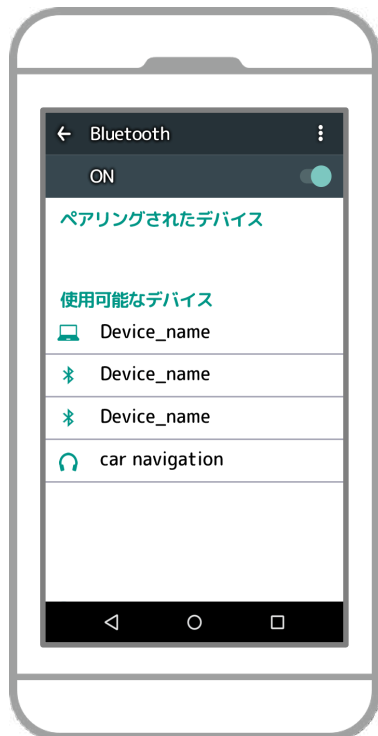 Bluetooth
ON
ペアリングされたデバイス
使用可能なデバイス
Device_name
Device_name
Device_name
car navigation